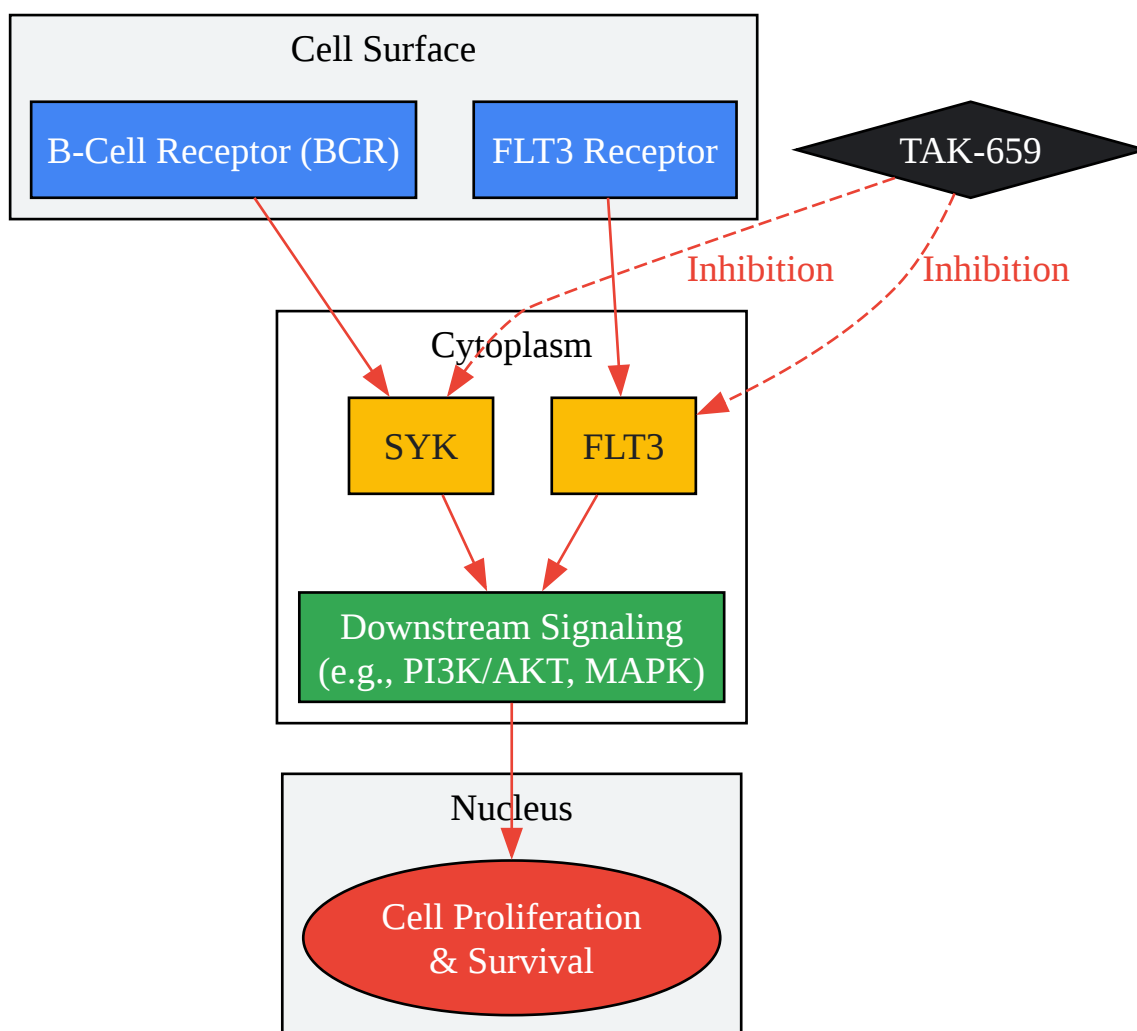 Cell Surface
B-Cell Receptor (BCR)
FLT3 Receptor
TAK-659
Inhibition
Inhibition
Cytoplasm
SYK
FLT3
Downstream Signaling
(e.g., PI3K/AKT, MAPK)
Nucleus
Cell Proliferation
& Survival